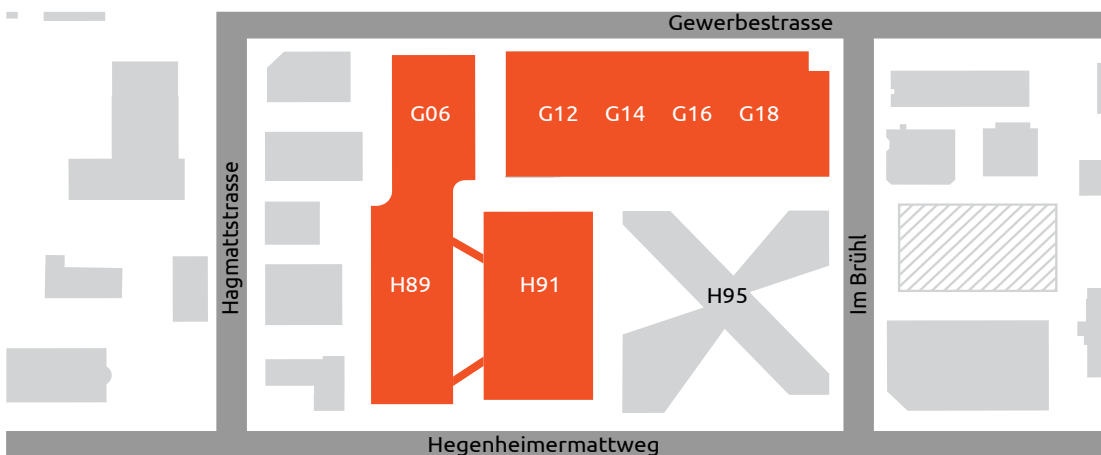 Gewerbestrasse
G06
G12 G14 G16 G18
Hagmattstrasse
H89
H91
H95
Im Brühl
Hegenheimermattweg